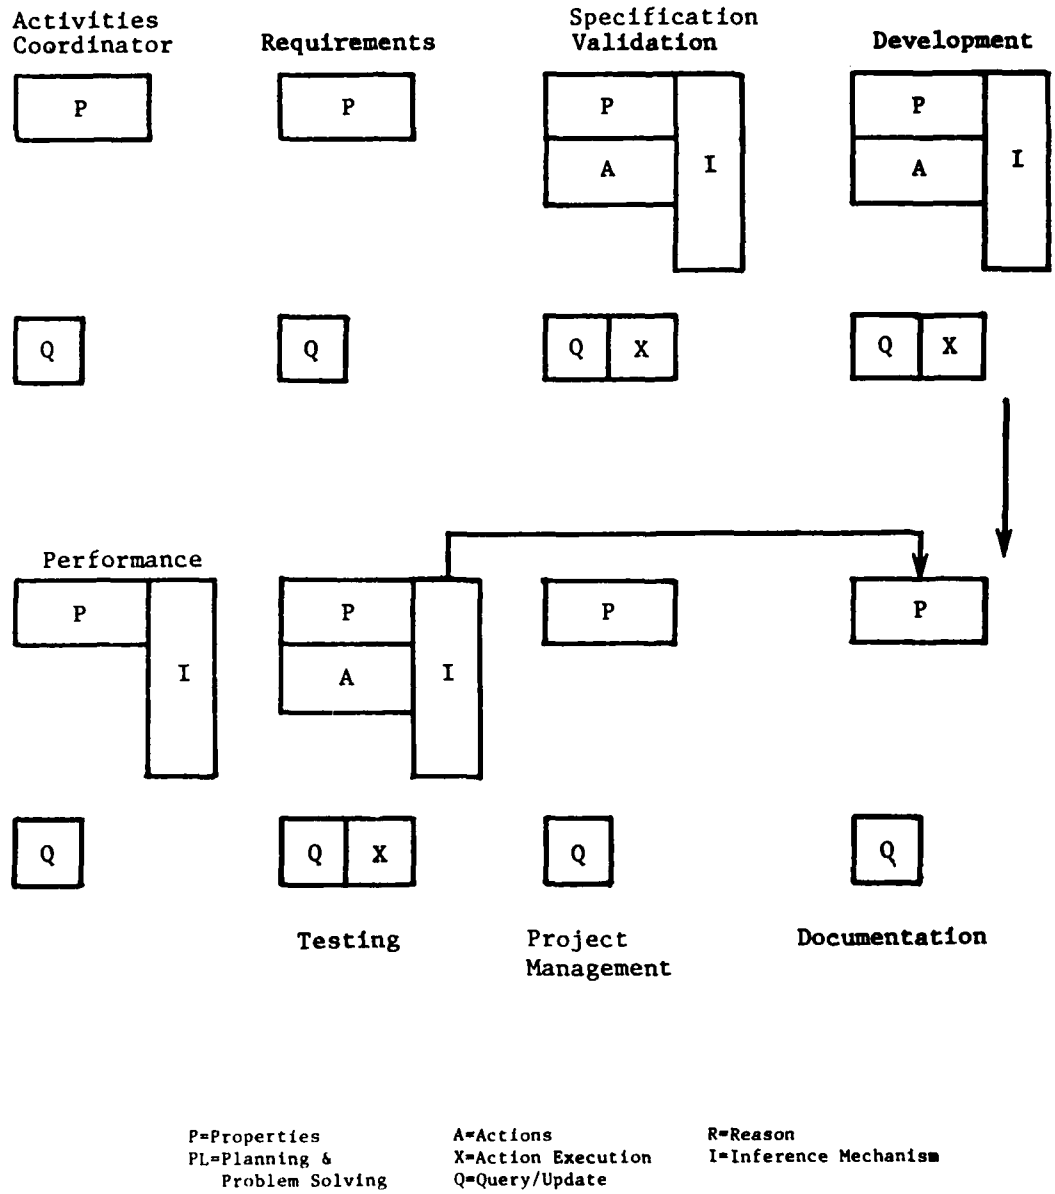 Activities
Coordinator
Requirements
Specification
Validation
Development
P
P
P
A
I
P
A
I
Q
Q
Q X
Q X
Performance
P
I
P
A
I
P
P
Q
Q X
Q
Q
Testing
Project
Management
Documentation
P=Properties
PL=Planning &
Problem Solving
A=Actions
X=Action Execution
Q=Query/Update
R=Reason
I=Inference Mechanism